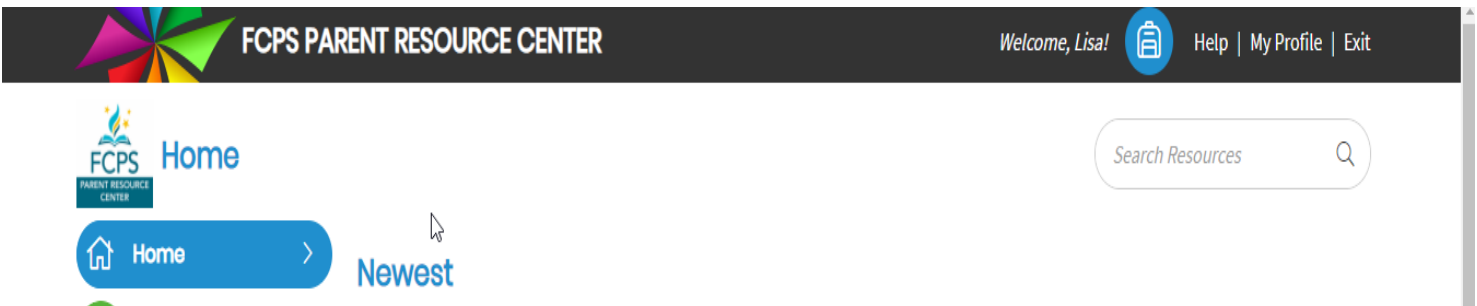 FCPS PARENT RESOURCE CENTER
Welcome, Lisa!
Help | My Profile | Exit
FCPS
PARENT RESOURCE
CENTER
Home
Search Resources
Home
Newest